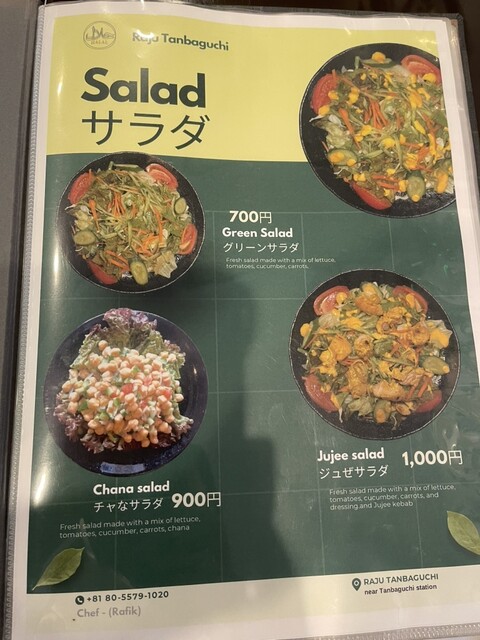 Raju Tanbaguchi
Salad
サラダ
700円
Green Salad
グリーンサラダ
Fresh salad made with a mix of lettuce,
tomatoes, cucumber, carrots,
Chana salad
チャなサラダ 900円
Fresh salad made with a mix of lettuce,
tomatoes, cucumber, carrots, chana
Jujee salad 1,000円
ジュゼサラダ
Fresh salad made with a mix of lettuce,
tomatoes, cucumber, carrots, and
dressing.and Jujee kebab
+81 80-5579-1020
Chef - (Rafik)
RAJU TANBAGUCHI
near Tanbaguchi station